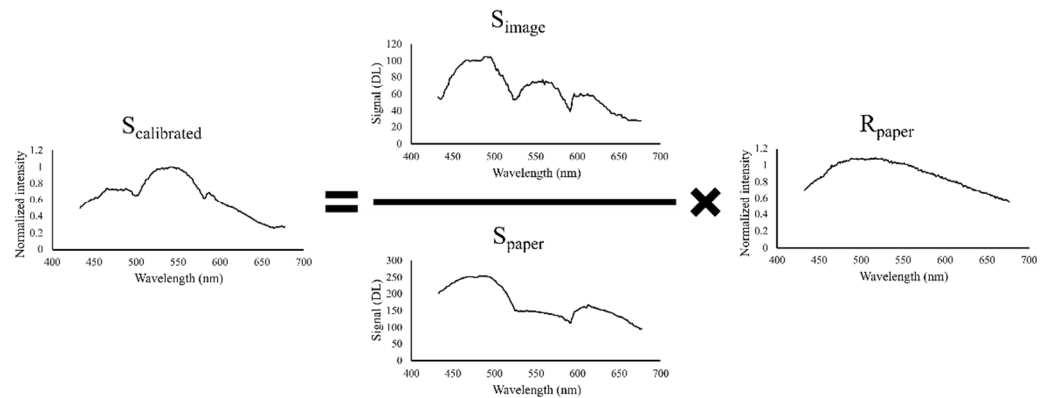 S_calibrated
Normalized intensity
1.2
1
0.8
0.6
0.4
0.2
0
400 450 500 550 600 650 700
Wavelength (nm)
=
S_image
Signal (DL)
120
100
80
60
40
20
0
400 450 500 550 600 650 700
Wavelength (nm)
S_paper
Signal (DL)
300
250
200
150
100
50
0
400 450 500 550 600 650 700
Wavelength (nm)
×
R_paper
Normalized intensity
1.2
1
0.8
0.6
0.4
0.2
0
400 450 500 550 600 650 700
Wavelength (nm)